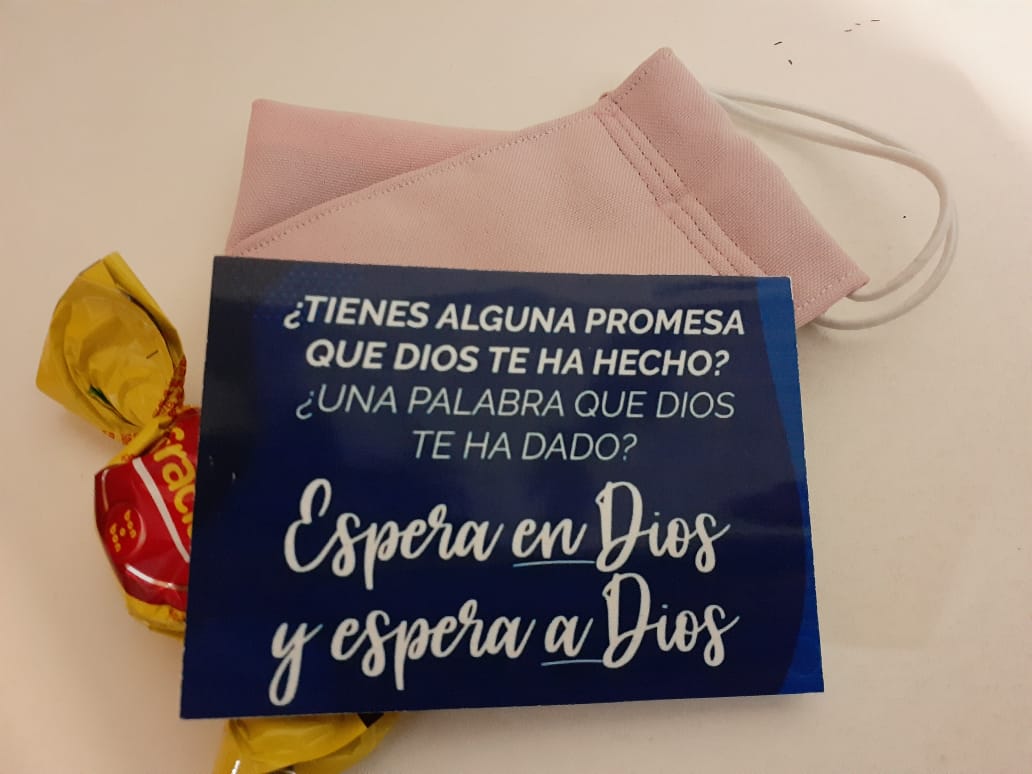 ¿TIENES ALGUNA PROMESA
QUE DIOS TE HA HECHO?
¿UNA PALABRA QUE DIOS
TE HA DADO?
Espera en Dios
y espera a Dios